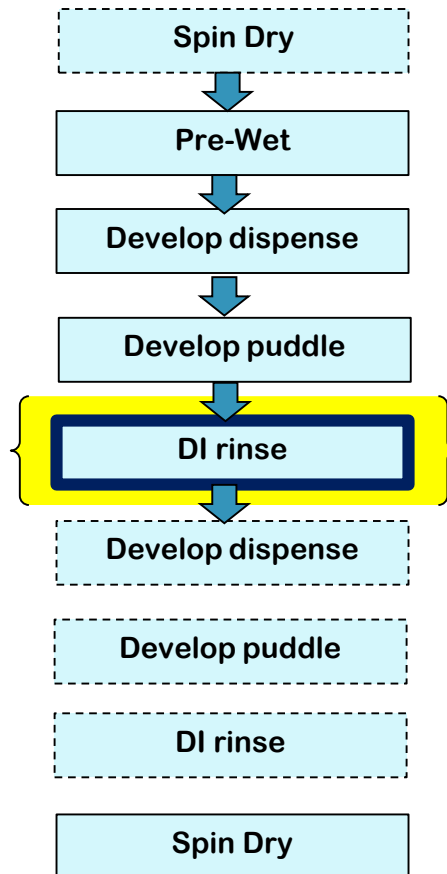 Spin Dry
Pre-Wet
Develop dispense
Develop puddle
DI rinse
Develop dispense
Develop puddle
DI rinse
Spin Dry